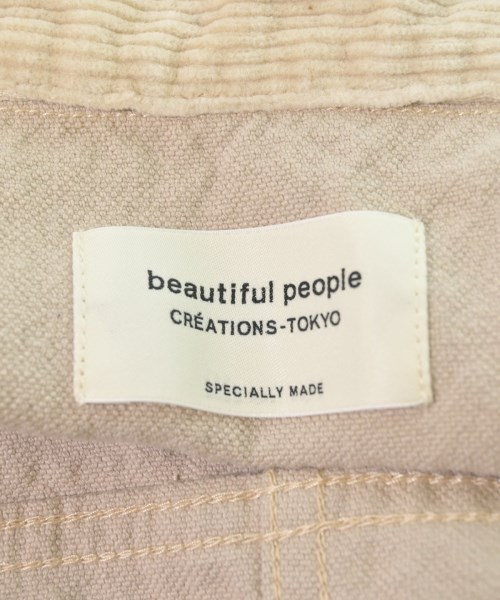 beautiful people
CRÉATIONS-TOKYO
SPECIALLY MADE